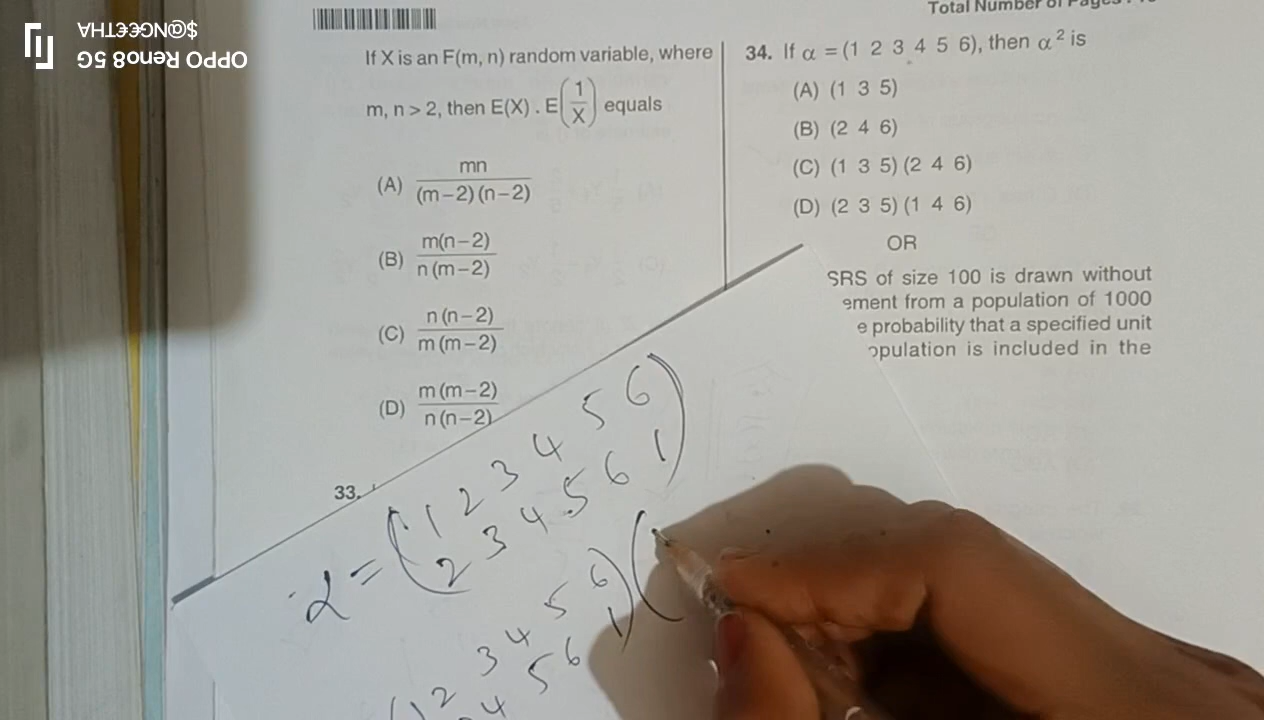 $@NGEETHA
OPPO Reno8 5G
Total Number of Pages
If X is an F(m, n) random variable, where
m, n > 2, then E(X) . E(1/X) equals
(A) mn / (m–2)(n–2)
(B) m(n–2) / n(m–2)
(C) n(n–2) / m(m–2)
(D) m(m–2) / n(n–2)
33.
34. If α = (1 2 3 4 5 6), then α² is
(A) (1 3 5)
(B) (2 4 6)
(C) (1 3 5) (2 4 6)
(D) (2 3 5) (1 4 6)
OR
SRS of size 100 is drawn without
ement from a population of 1000
e probability that a specified unit
opulation is included in the
α = ( 1 2 3 4 5 6
2 3 4 5 6 1 )
( 1 2 3 4 5 6
4 5 6 1 ) (